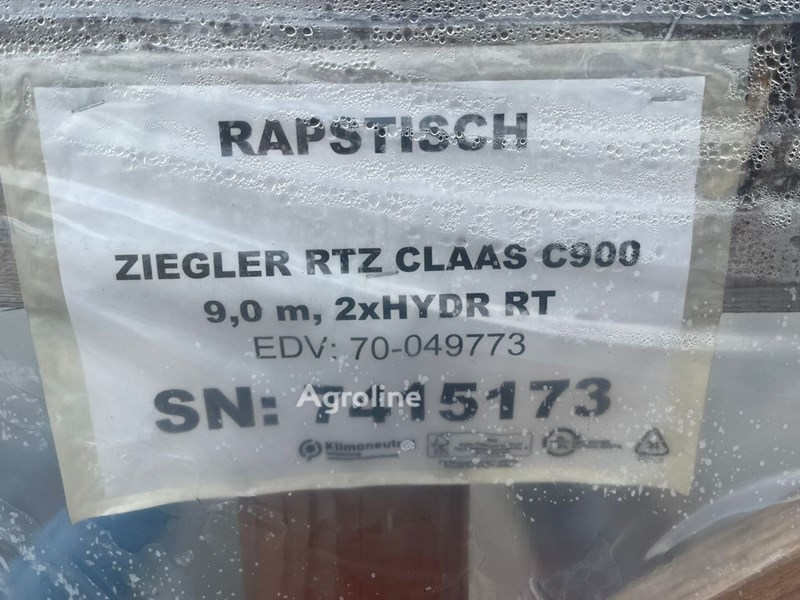 RAPSTISCH
ZIEGLER RTZ CLAAS C900
9,0 m, 2xHYDR RT
EDV: 70-049773
SN: 7415173
Agroline